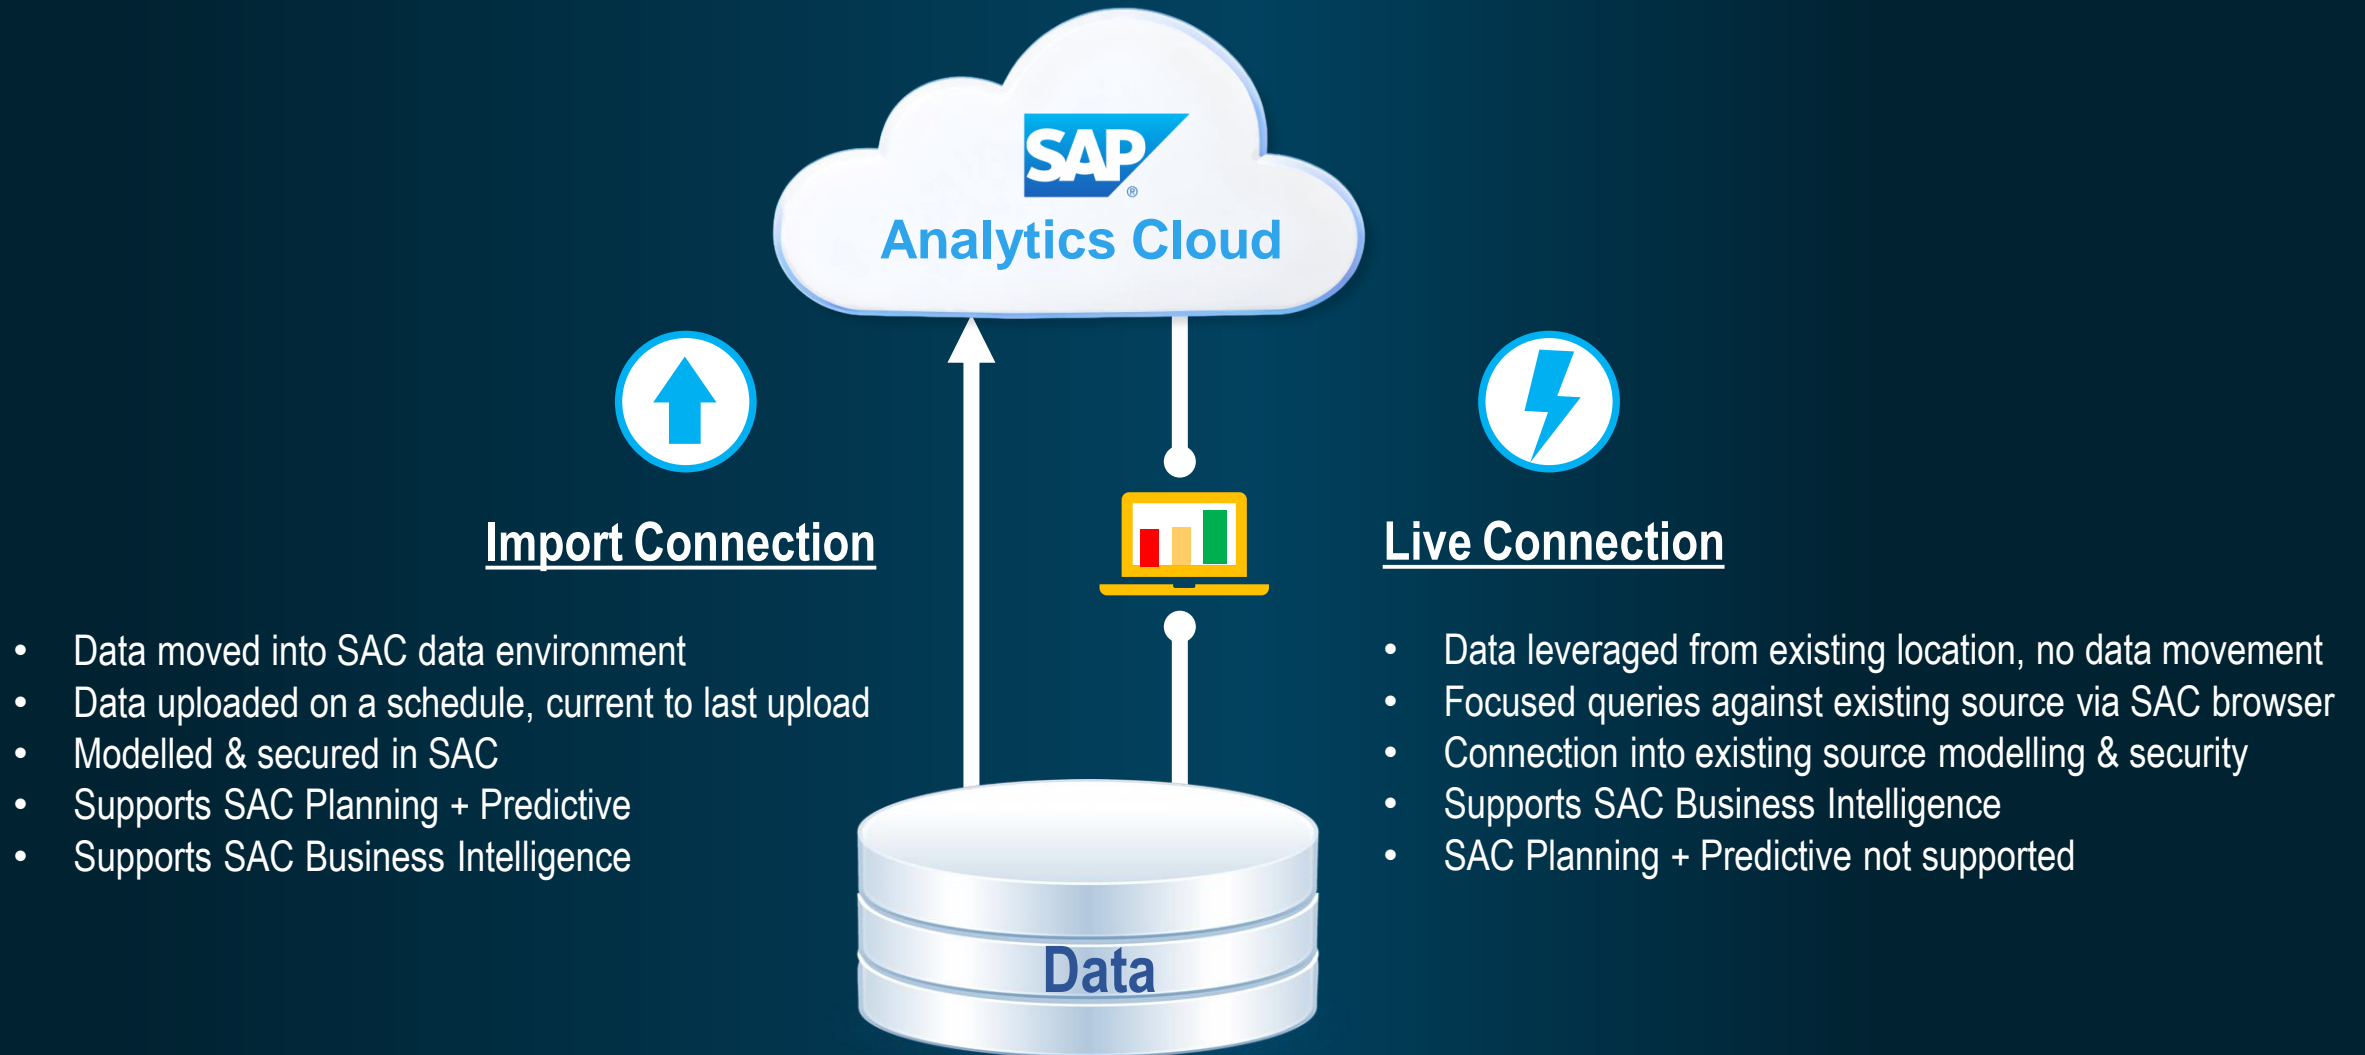 SAP
®
Analytics Cloud
Import Connection
• Data moved into SAC data environment
• Data uploaded on a schedule, current to last upload
• Modelled & secured in SAC
• Supports SAC Planning + Predictive
• Supports SAC Business Intelligence
Live Connection
• Data leveraged from existing location, no data movement
• Focused queries against existing source via SAC browser
• Connection into existing source modelling & security
• Supports SAC Business Intelligence
• SAC Planning + Predictive not supported
Data